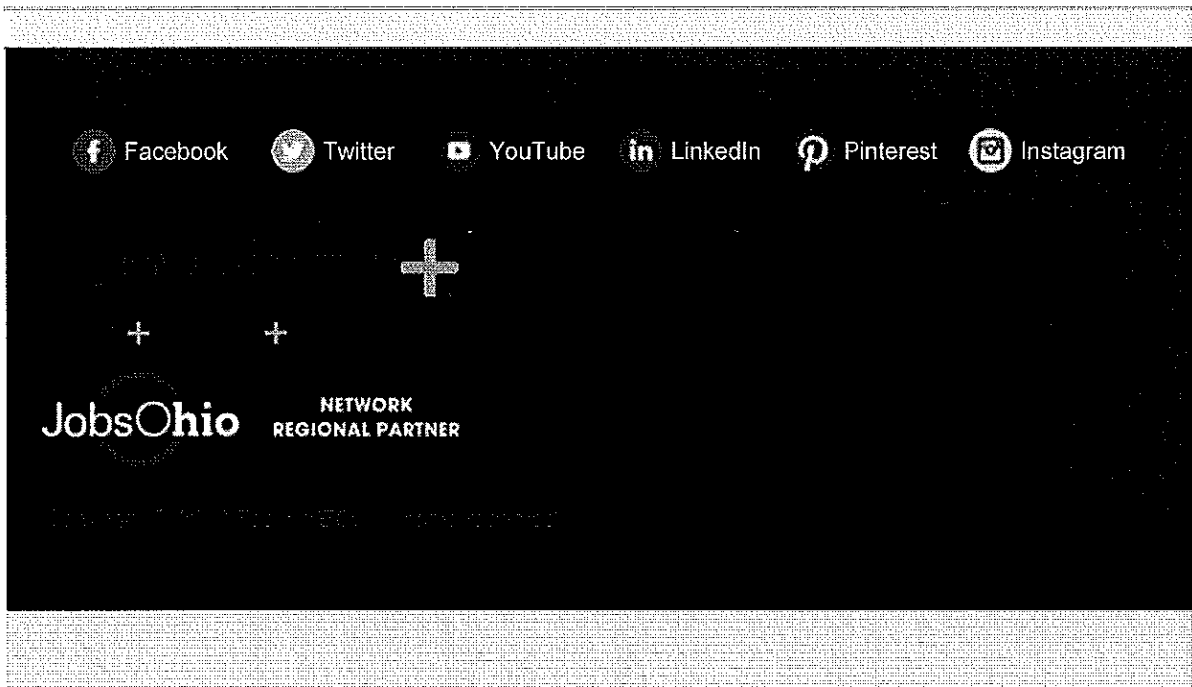 Facebook Twitter YouTube LinkedIn Pinterest Instagram
JobsOhio
NETWORK
REGIONAL PARTNER